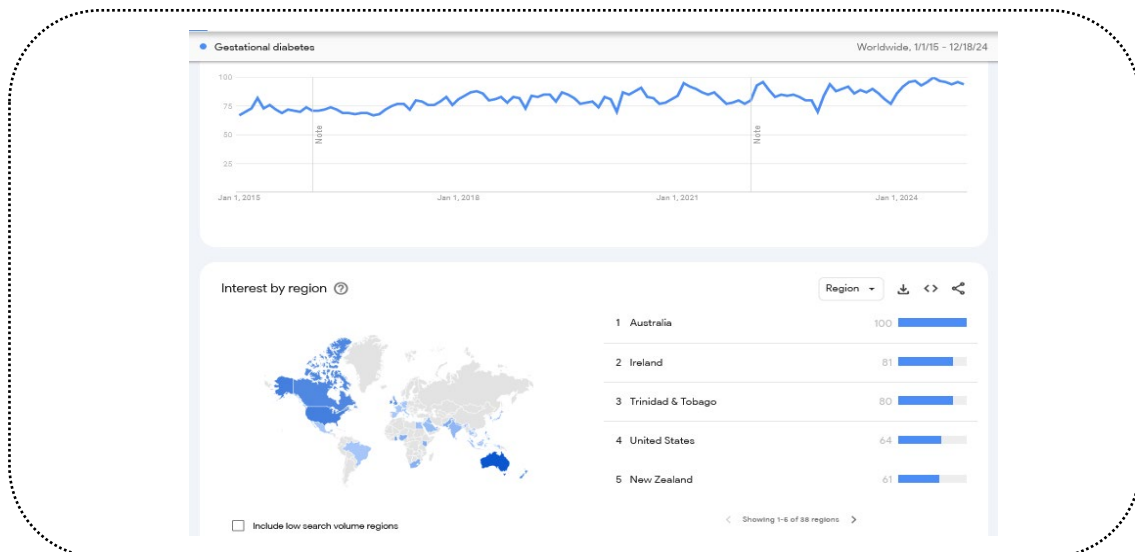 Gestational diabetes
Worldwide, 1/1/15 - 12/18/24
100
75
50
25
Note
Note
Jan 1, 2015
Jan 1, 2018
Jan 1, 2021
Jan 1, 2024
Interest by region
Region
1 Australia 100
2 Ireland 81
3 Trinidad & Tobago 80
4 United States 64
5 New Zealand 61
Include low search volume regions
Showing 1-5 of 58 regions